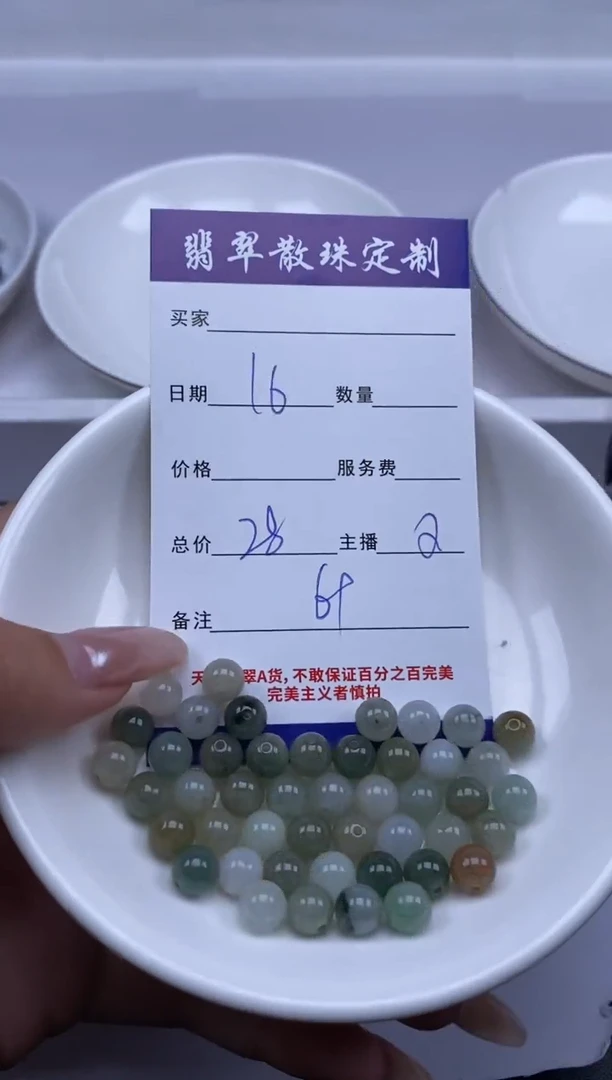 翡翠散珠定制
买家
日期 16 数量
价格 服务费
总价 28 主播 2
备注
天 翠A货，不敢保证百分之百完美
完美主义者慎拍